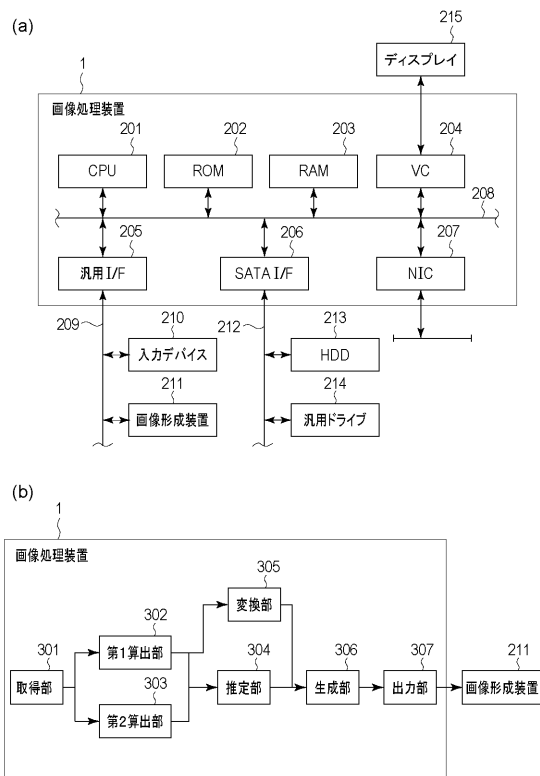 (a)
215
ディスプレイ
1
画像処理装置
201
202
203
204
CPU
ROM
RAM
VC
208
205
206
207
汎用 I/F
SATA I/F
NIC
209
210
212
213
入力デバイス
HDD
211
214
画像形成装置
汎用ドライブ
(b)
1
画像処理装置
305
変換部
302
第1算出部
301
304
306
307
211
取得部
303
推定部
生成部
出力部
画像形成装置
第2算出部